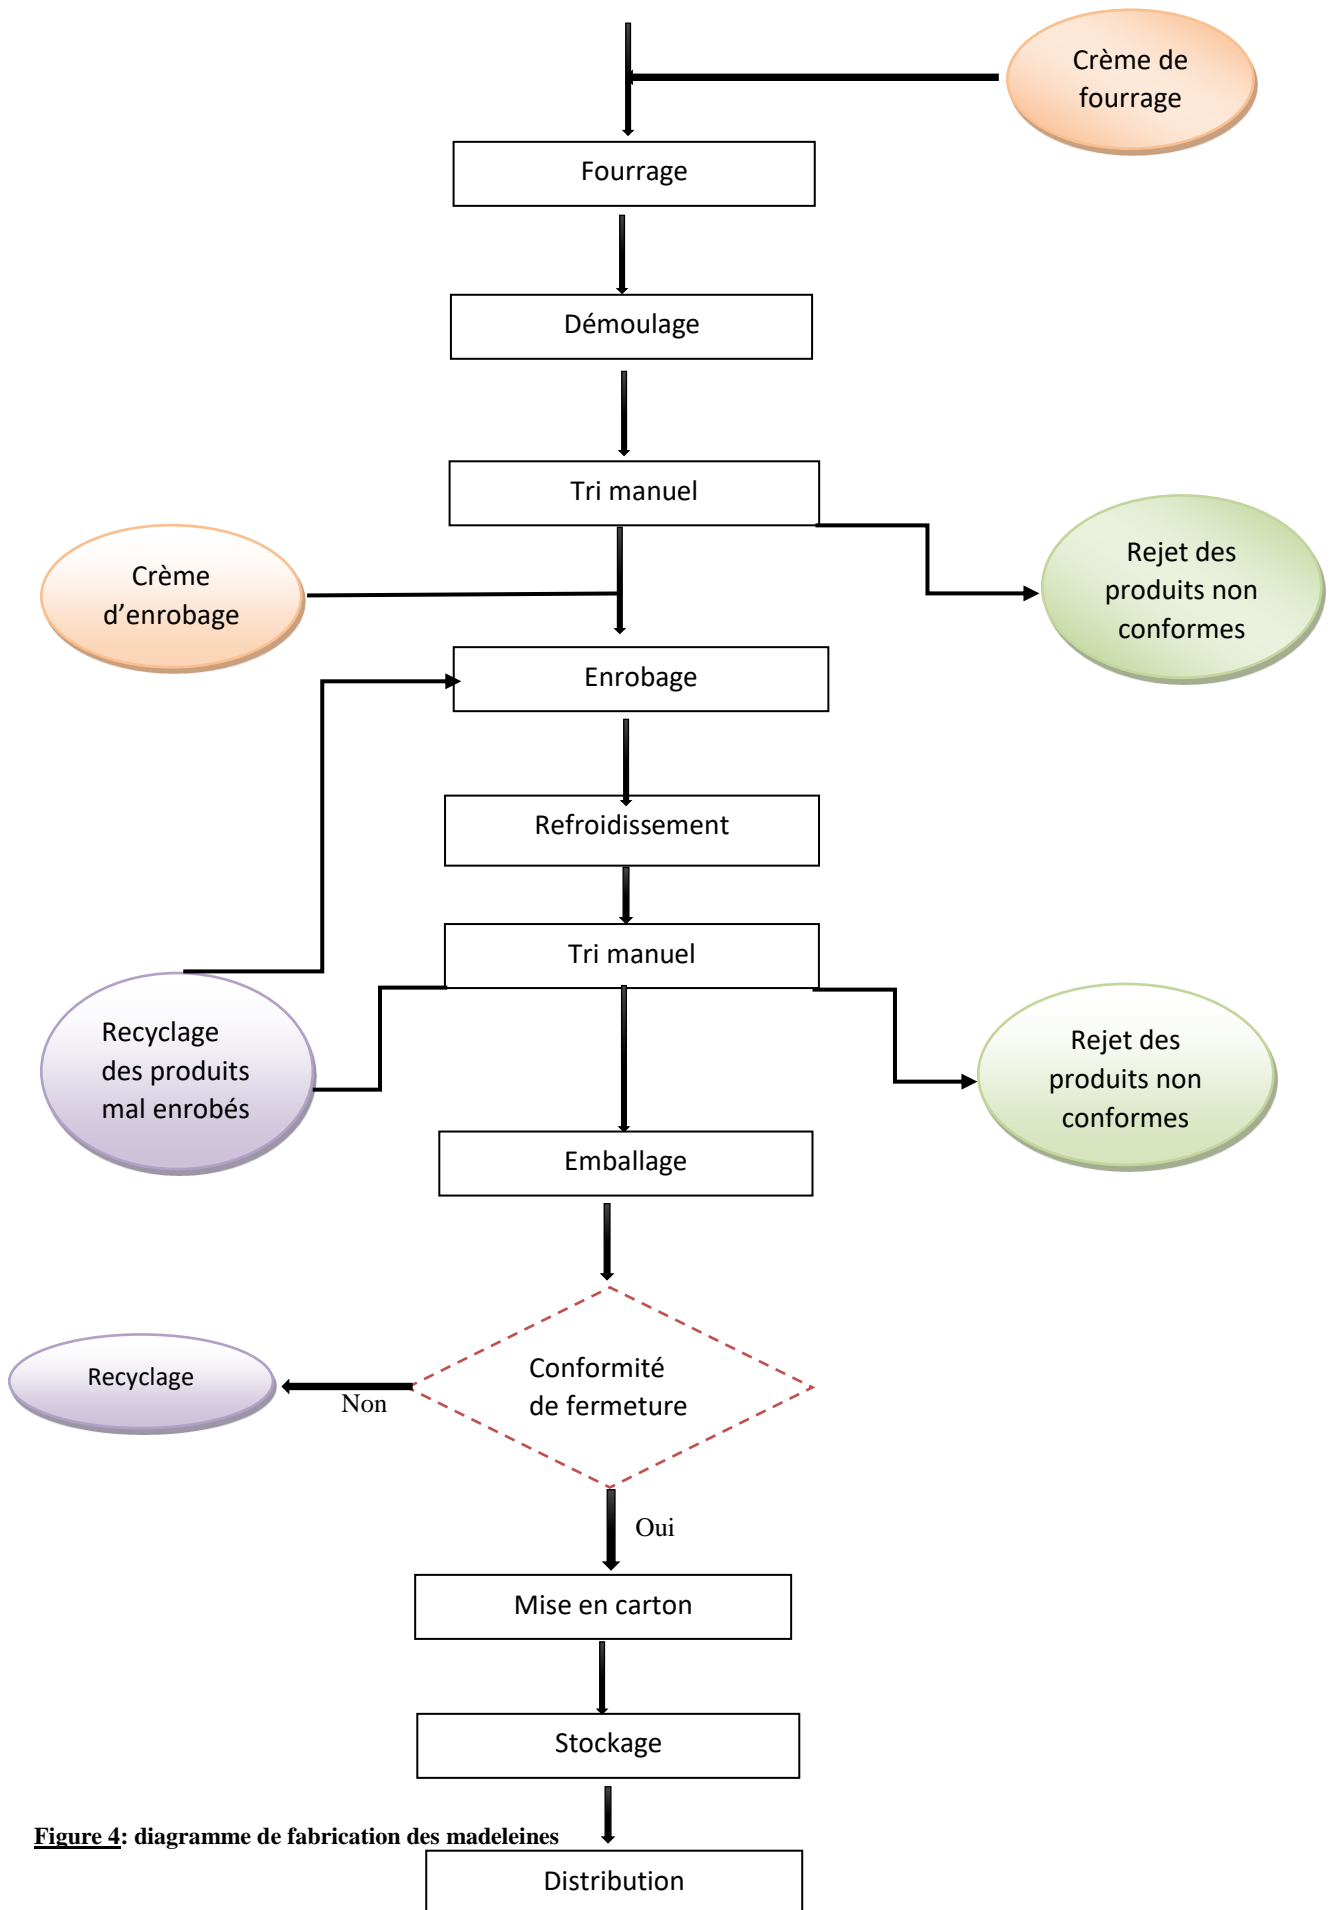 Crème de
fourrage
Fourrage
Démoulage
Tri manuel
Crème
d’enrobage
Rejet des
produits non
conformes
Enrobage
Refroidissement
Tri manuel
Recyclage
des produits
mal enrobés
Rejet des
produits non
conformes
Emballage
Conformité
de fermeture
Recyclage
Non
Oui
Mise en carton
Stockage
Figure 4: diagramme de fabrication des madeleines
Distribution